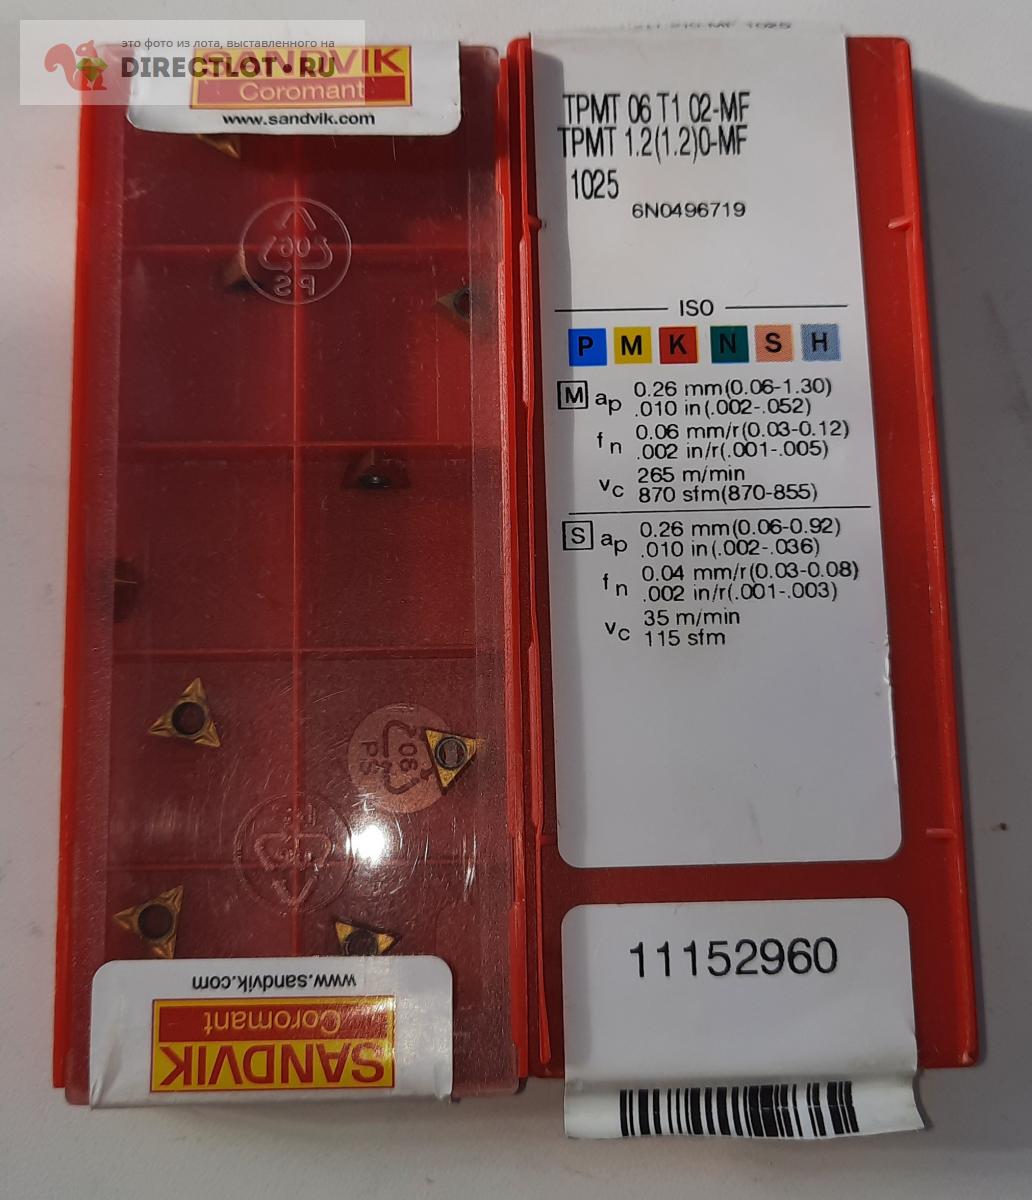 это фото из лота, выставленного на
DIRECTLOT.RU
SANDVIK
Coromant
www.sandvik.com
06
PS
06
PS
www.sandvik.com
Coromant
SANDVIK
TPMT 06 T1 02-MF
TPMT 1.2(1.2)0-MF
1025
6N0496719
ISO
P M K N S H
M ap 0.26 mm(0.06-1.30)
.010 in(.002-.052)
fn 0.06 mm/r(0.03-0.12)
.002 in/r(.001-.005)
vc 265 m/min
870 sfm(870-855)
S ap 0.26 mm(0.06-0.92)
.010 in(.002-.036)
fn 0.04 mm/r(0.03-0.08)
.002 in/r(.001-.003)
vc 35 m/min
115 sfm
11152960